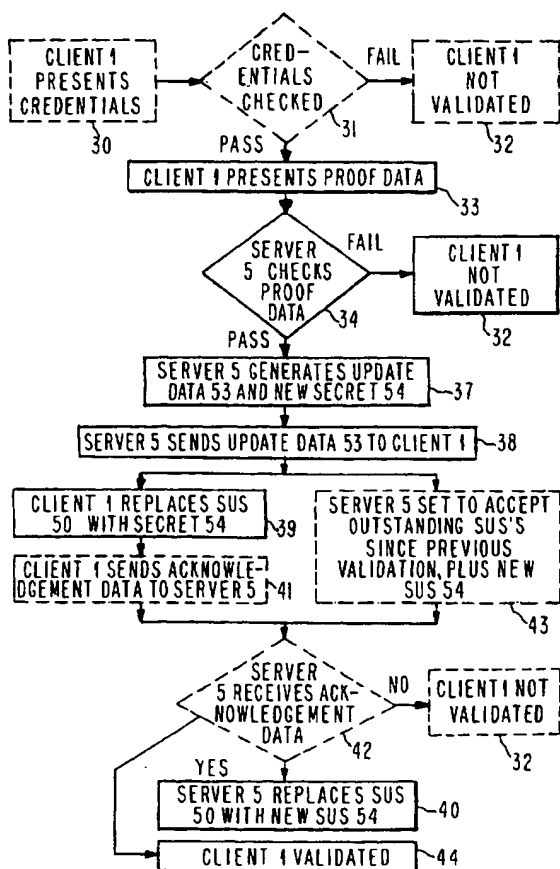 CLIENT 1
PRESENTS
CREDENTIALS
30
CRED-
ENTIALS
CHECKED
31
FAIL
CLIENT 1
NOT
VALIDATED
32
PASS
CLIENT 1 PRESENTS PROOF DATA
33
SERVER
5 CHECKS
PROOF
DATA
34
FAIL
CLIENT 1
NOT
VALIDATED
32
PASS
SERVER 5 GENERATES UPDATE
DATA 53 AND NEW SECRET 54
37
SERVER 5 SENDS UPDATE DATA 53 TO CLIENT 1
38
CLIENT 1 REPLACES SUS
50 WITH SECRET 54
39
CLIENT 1 SENDS ACKNOWLE-
DGEMENT DATA TO SERVER 5
41
SERVER 5 SET TO ACCEPT
OUTSTANDING SUS'S
SINCE PREVIOUS
VALIDATION, PLUS NEW
SUS 54
43
SERVER
5 RECEIVES ACK-
NOWLEDGEMENT
DATA
42
NO
CLIENT 1 NOT
VALIDATED
32
YES
SERVER 5 REPLACES SUS
50 WITH NEW SUS 54
40
CLIENT 1 VALIDATED
44